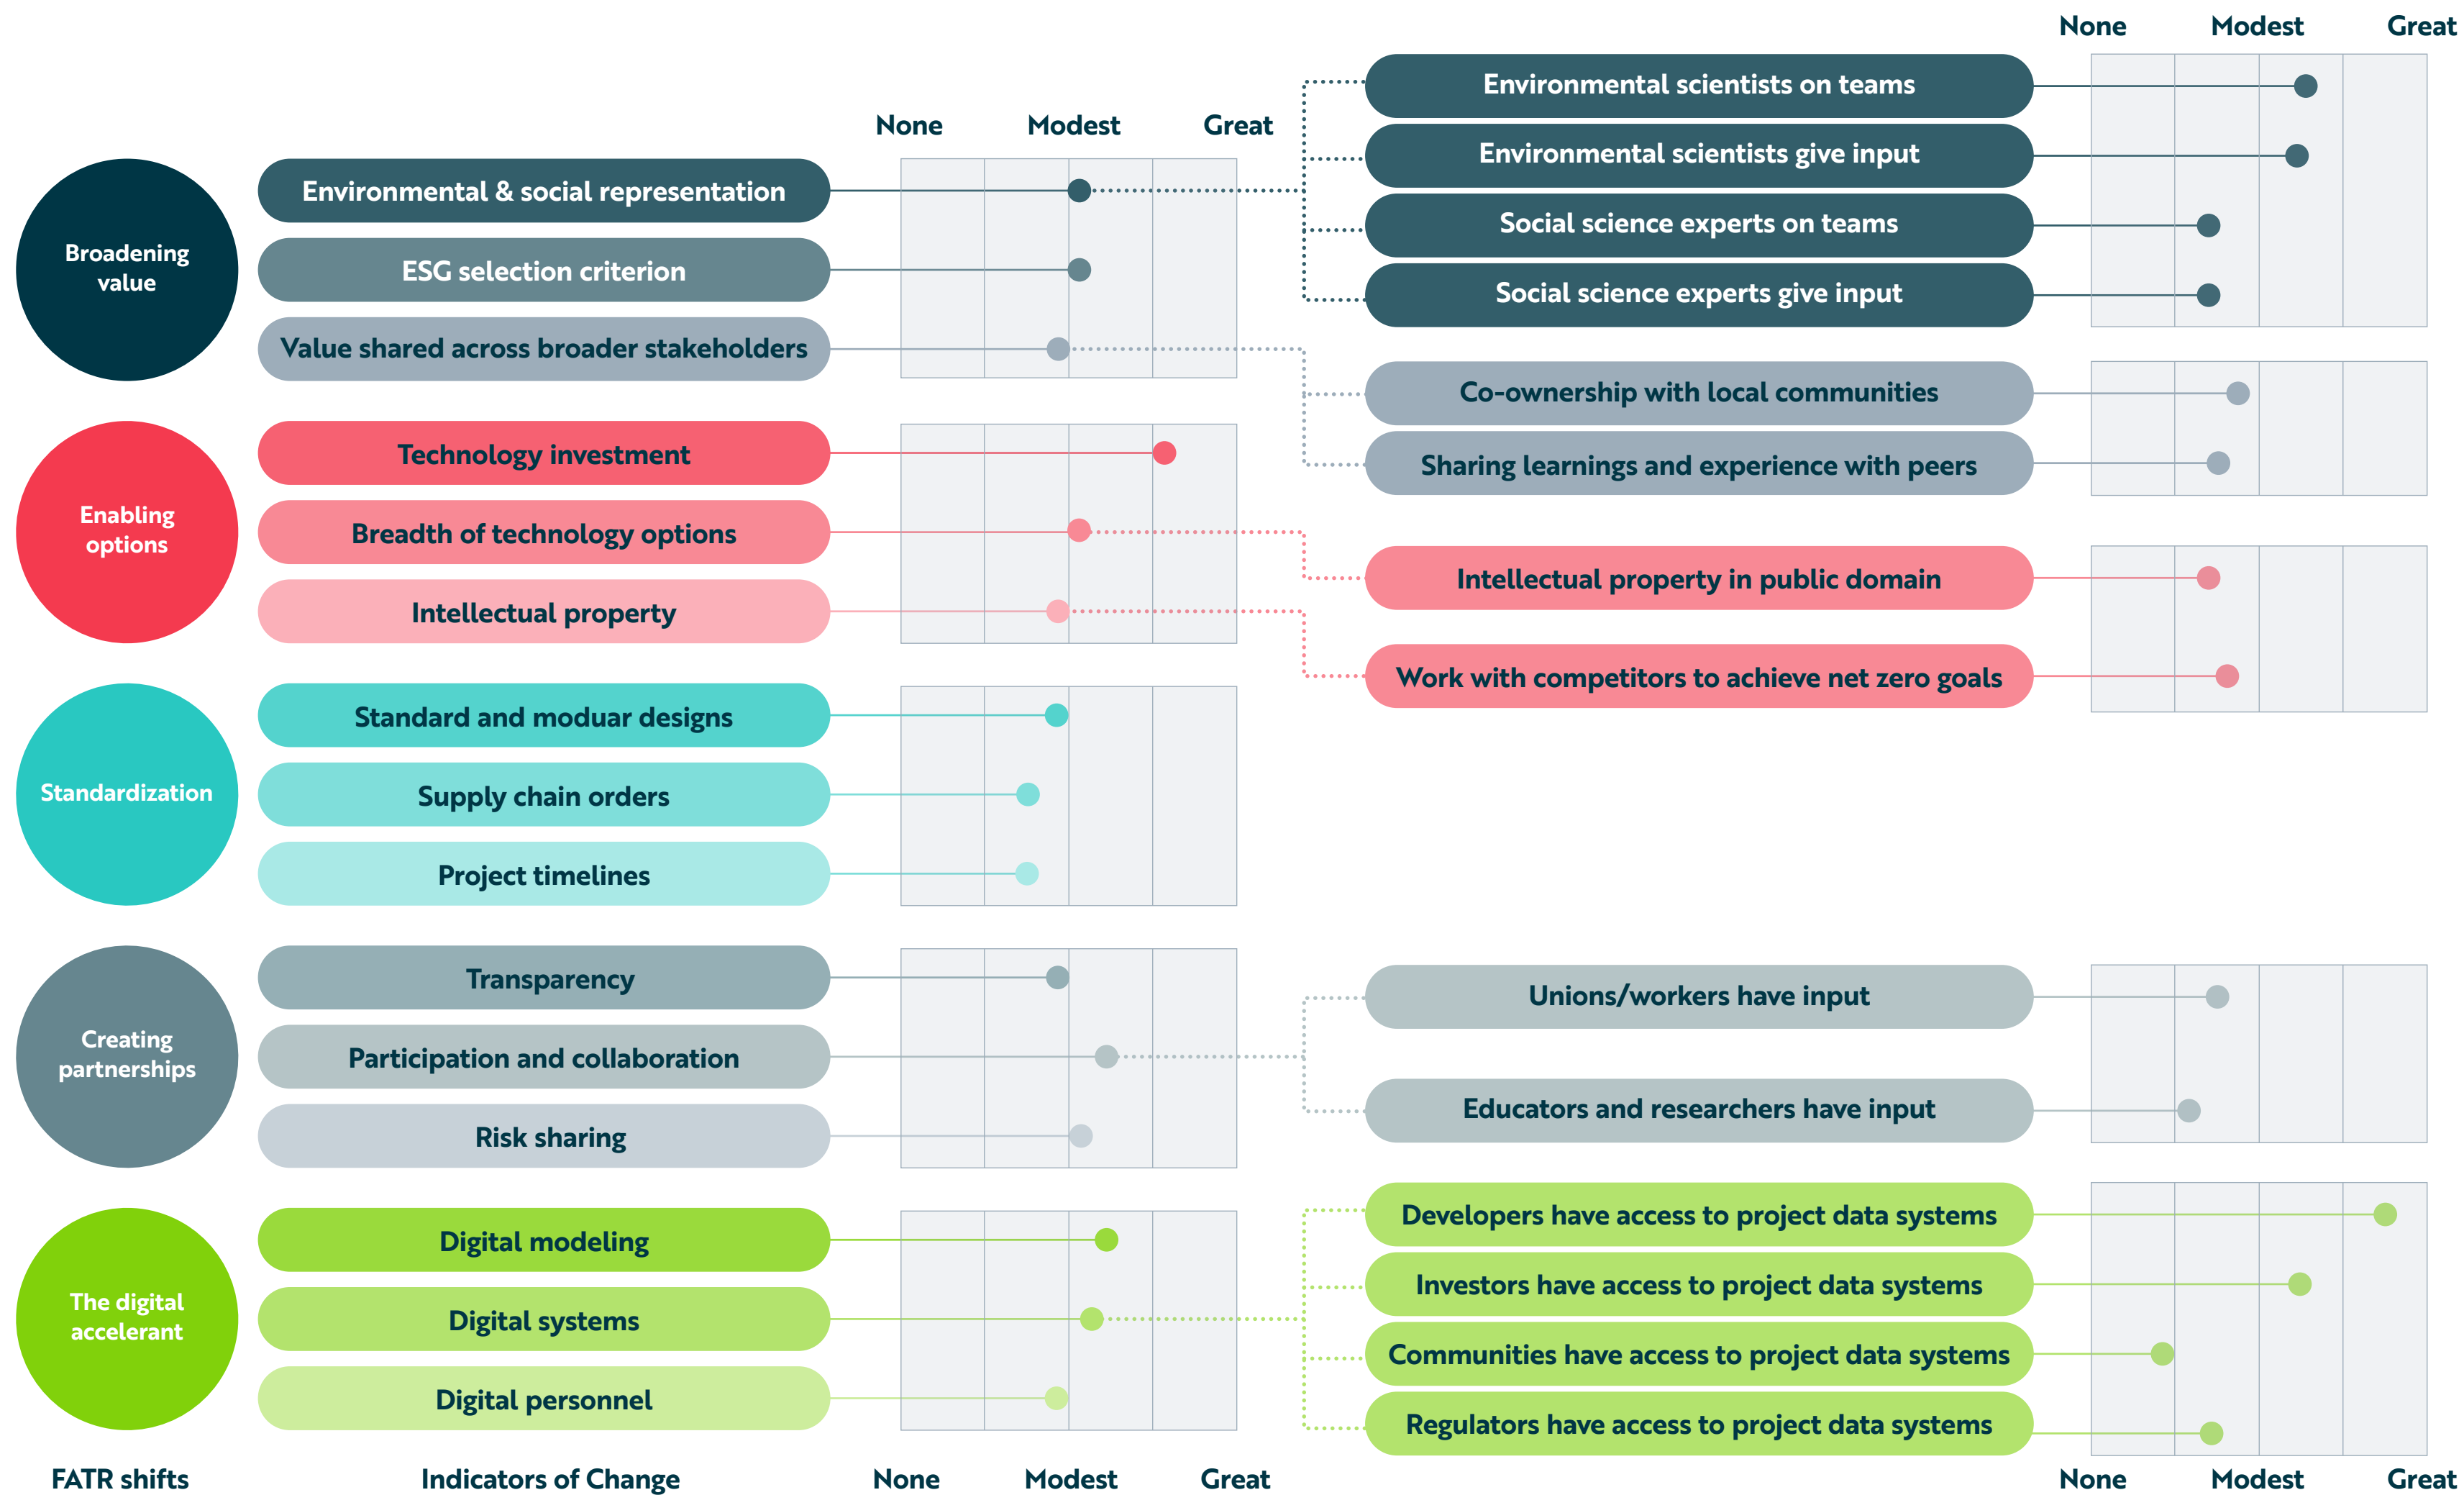 None Modest Great
Environmental scientists on teams
None Modest Great
Environmental scientists give input
Environmental & social representation
Social science experts on teams
Broadening
value
ESG selection criterion
Social science experts give input
Value shared across broader stakeholders
Co-ownership with local communities
Technology investment
Sharing learnings and experience with peers
Enabling
options
Breadth of technology options
Intellectual property in public domain
Intellectual property
Work with competitors to achieve net zero goals
Standard and moduar designs
Standardization
Supply chain orders
Project timelines
Transparency
Unions/workers have input
Creating
partnerships
Participation and collaboration
Educators and researchers have input
Risk sharing
Developers have access to project data systems
Digital modeling
Investors have access to project data systems
The digital
accelerant
Digital systems
Communities have access to project data systems
Digital personnel
Regulators have access to project data systems
FATR shifts Indicators of Change None Modest Great None Modest Great